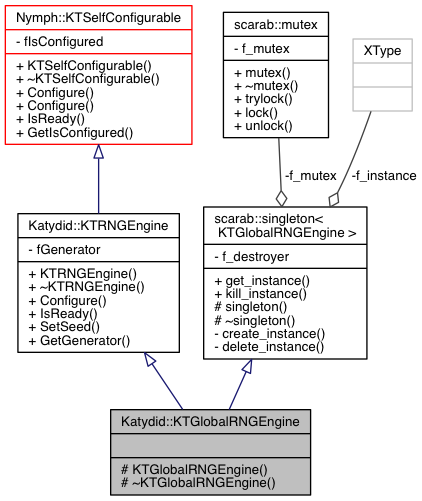 Nymph::KTSelfConfigurable
- fIsConfigured
+ KTSelfConfigurable()
+ ~KTSelfConfigurable()
+ Configure()
+ Configure()
+ IsReady()
+ GetIsConfigured()
scarab::mutex
- f_mutex
+ mutex()
+ ~mutex()
+ trylock()
+ lock()
+ unlock()
XType
-f_mutex
-f_instance
Katydid::KTRNGEngine
- fGenerator
+ KTRNGEngine()
+ ~KTRNGEngine()
+ Configure()
+ IsReady()
+ SetSeed()
+ GetGenerator()
scarab::singleton<
KTGlobalRNGEngine >
- f_destroyer
+ get_instance()
+ kill_instance()
# singleton()
# ~singleton()
- create_instance()
- delete_instance()
Katydid::KTGlobalRNGEngine
# KTGlobalRNGEngine()
# ~KTGlobalRNGEngine()